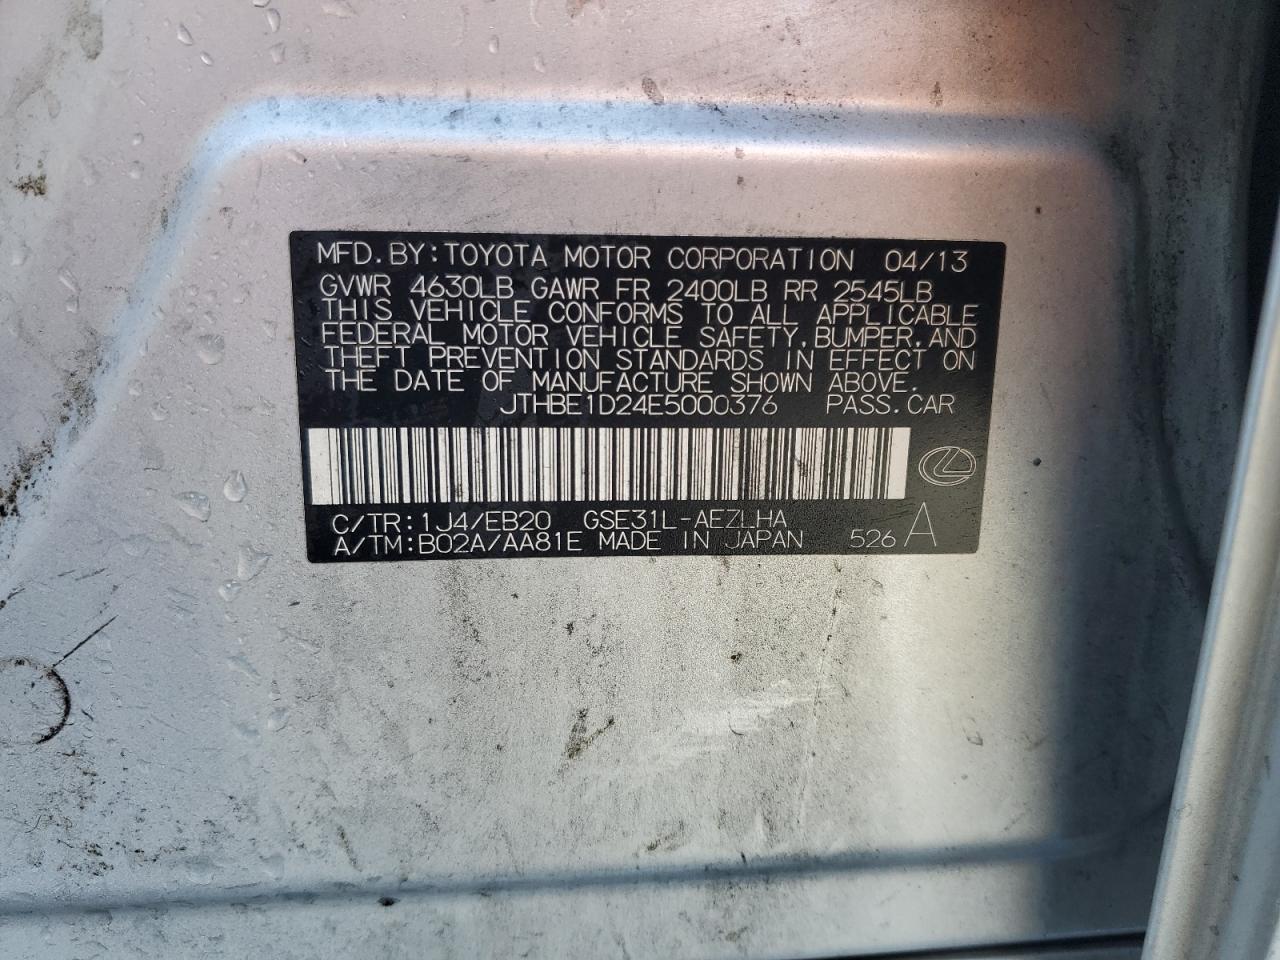 MFD. BY: TOYOTA MOTOR CORPORATION 04/13
GVWR 4630LB GAWR FR 2400LB RR 2545LB
THIS VEHICLE CONFORMS TO ALL APPLICABLE
FEDERAL MOTOR VEHICLE SAFETY, BUMPER, AND
THEFT PREVENTION STANDARDS IN EFFECT ON
THE DATE OF MANUFACTURE SHOWN ABOVE.
JTHBE1D24E5000376 PASS. CAR
C/TR: 1J4/EB20 GSE31L-AEZLHA
A/TM: B02A/AA81E MADE IN JAPAN 526 A